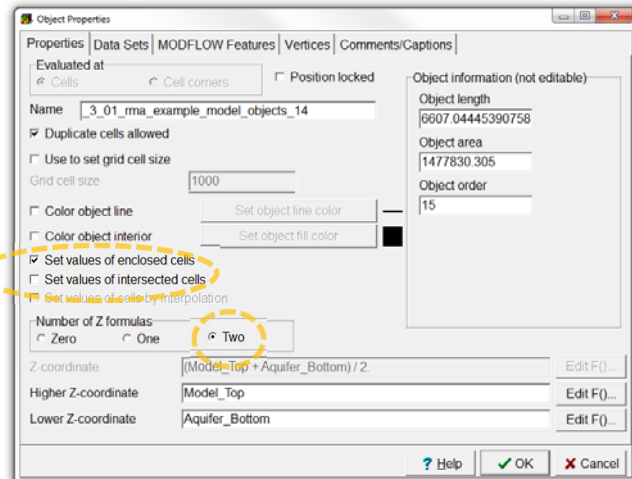 Object Properties
Properties Data Sets MODFLOW Features Vertices Comments/Captions
Evaluated at
Cells Cell corners
Position locked
Name _3_01_rma_example_model_objects_14
Duplicate cells allowed
Use to set grid cell size
Grid cell size 1000
Color object line Set object line color
Color object interior Set object fill color
Set values of enclosed cells
Set values of intersected cells
Set values of cells by interpolation
Number of Z formulas
Zero One Two
Z-coordinate (Model_Top + Aquifer_Bottom) / 2. Edit F()...
Higher Z-coordinate Model_Top Edit F()...
Lower Z-coordinate Aquifer_Bottom Edit F()...
Object information (not editable)
Object length
6607.04445390758
Object area
1477830.305
Object order
15
? Help OK Cancel